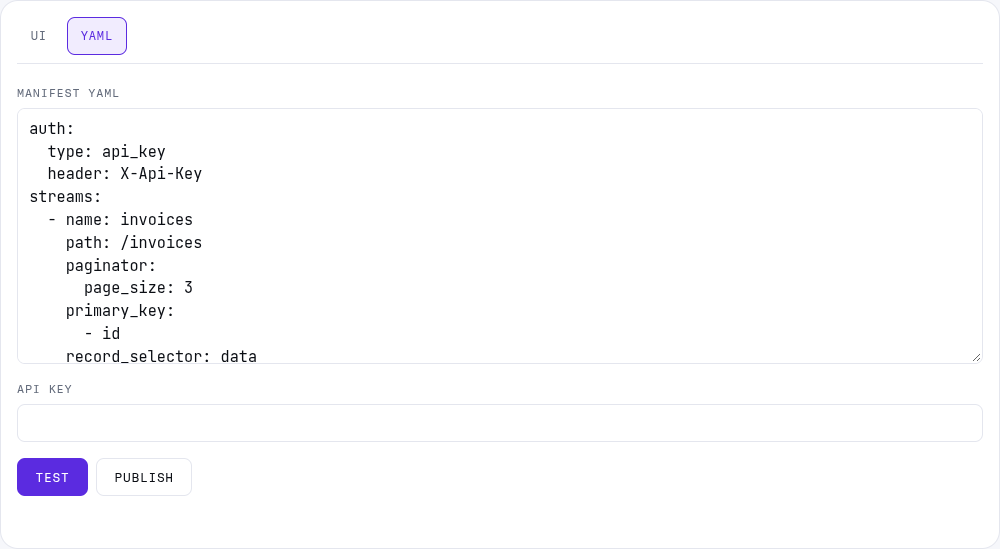 UI
YAML
MANIFEST YAML
auth:
  type: api_key
  header: X-Api-Key
streams:
  - name: invoices
    path: /invoices
    paginator:
      page_size: 3
    primary_key:
      - id
    record_selector: data
API KEY
TEST
PUBLISH